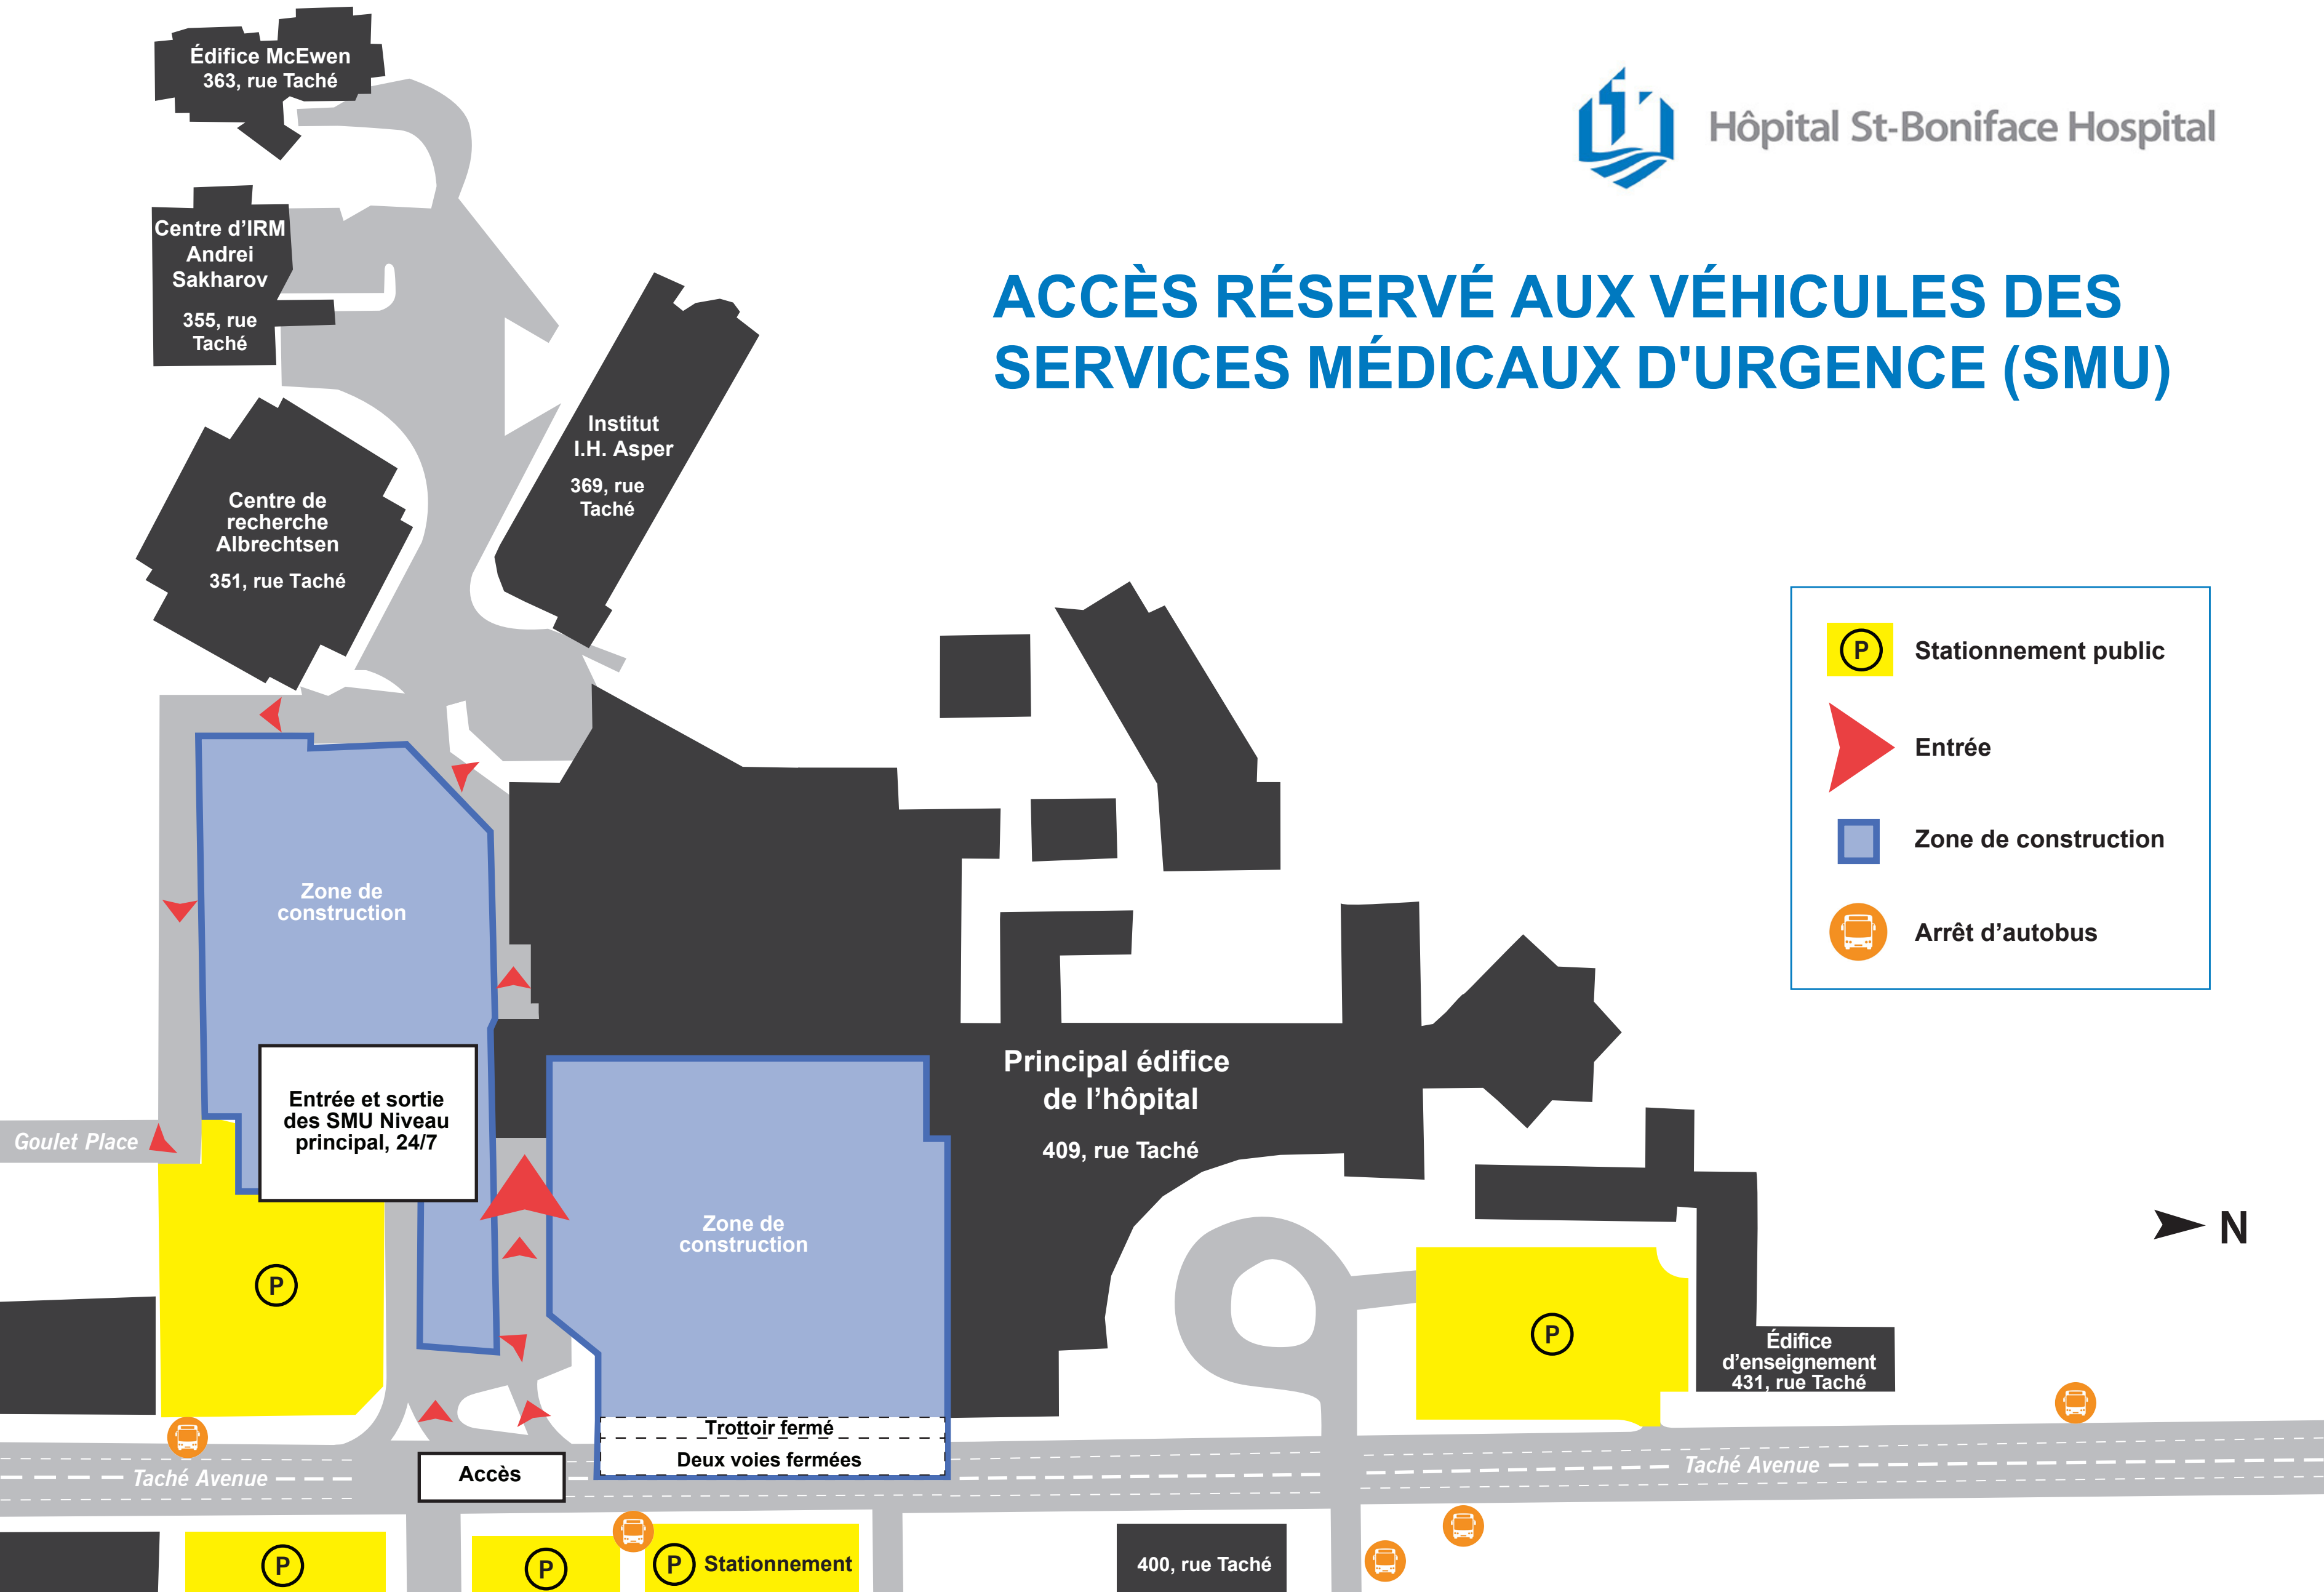 Édifice McEwen
363, rue Taché
Hôpital St-Boniface Hospital
Centre d'IRM
Andrei
Sakharov
355, rue
Taché
ACCÈS RÉSERVÉ AUX VÉHICULES DES
SERVICES MÉDICAUX D'URGENCE (SMU)
Institut
I.H. Asper
369, rue
Taché
Centre de
recherche
Albrechtsen
351, rue Taché
P Stationnement public
Entrée
Zone de construction
Arrêt d'autobus
Zone de
construction
Principal édifice
de l'hôpital
409, rue Taché
Entrée et sortie
des SMU Niveau
principal, 24/7
Goulet Place
Zone de
construction
N
P
P
Édifice
d'enseignement
431, rue Taché
Trottoir fermé
Deux voies fermées
Taché Avenue
Accès
Taché Avenue
P
P
P Stationnement
400, rue Taché